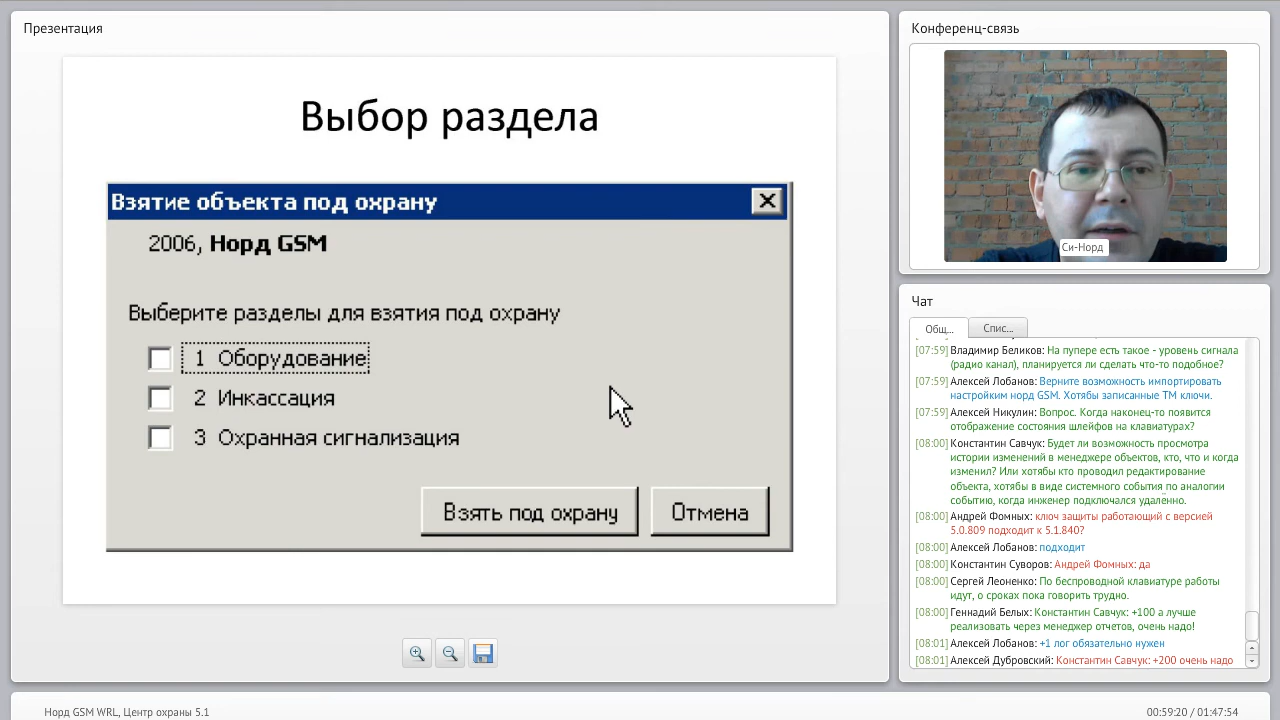 Презентация
Выбор раздела
Взятие объекта под охрану
2006, Норд GSM
Выберите разделы для взятия под охрану
1 Оборудование
2 Инкассация
3 Охранная сигнализация
Взять под охрану
Отмена
Конференц-связь
Си-Норд
Чат
Общ...
Спис...
[07:59] Владимир Беликов: На пупере есть такое - уровень сигнала
(радио канал), планируется ли сделать что-то подобное?
[07:59] Алексей Лобанов: Верните возможность импортировать
настройким норд GSM. Хотябы записанные ТМ ключи.
[07:59] Алексей Никулин: Вопрос. Когда наконец-то появится
отображение состояния шлейфов на клавиатурах?
[08:00] Константин Савчук: Будет ли возможность просмотра
истории изменений в менеджере объектов, кто, что и когда
изменил? Или хотябы кто проводил редактирование
объекта, хотябы в виде системного события по аналогии
событию, когда инженер подключался удалённо.
[08:00] Андрей Фомных: ключ защиты работающий с версией
5.0.809 подходит к 5.1.840?
[08:00] Алексей Лобанов: подходит
[08:00] Константин Суворов: Андрей Фомных: да
[08:00] Сергей Леоненко: По беспроводной клавиатуре работы
идут, о сроках пока говорить трудно.
[08:00] Геннадий Белых: Константин Савчук: +100 а лучше
реализовать через менеджер отчетов, очень надо!
[08:01] Алексей Лобанов: +1 лог обязательно нужен
[08:01] Алексей Дубровский: Константин Савчук: +200 очень надо
Норд GSM WRL, Центр охраны 5.1
00:59:20 / 01:47:54